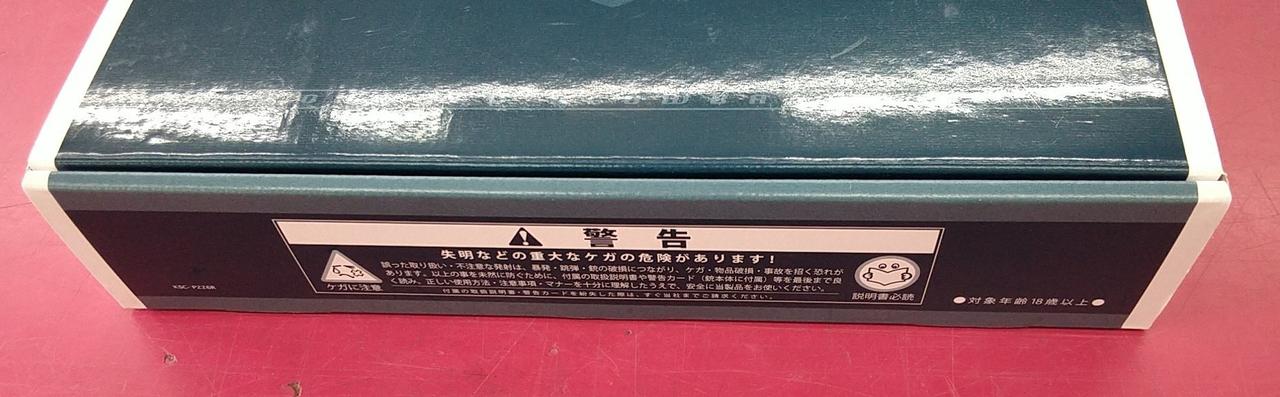 警告
失明などの重大なケガの危険があります!
誤った取り扱い・不注意な発射は、暴発・跳弾・銃の破損につながり、ケガ・物品破損・事故を招く恐れが
あります。以上の事を未然に防ぐために、付属の取扱説明書や警告カード(銃本体に付属)等を最後まで良
く読み、正しい使用方法・注意事項・マナーを十分に理解したうえで、安全に当製品をお使いください。
付属の取扱説明書・警告カードを紛失した際は、すぐ当社までご請求ください。
ケガに注意
説明書必読
KSC-P226R
●対象年齢18歳以上●